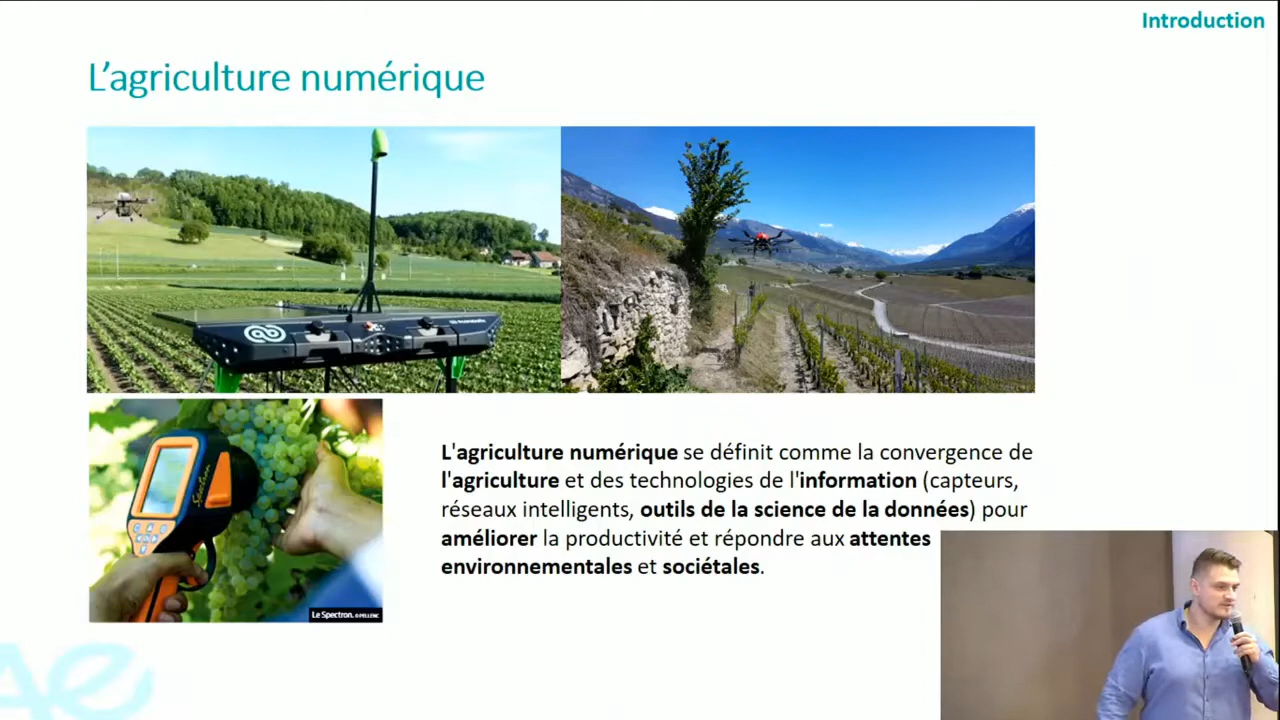 Introduction
L’agriculture numérique
L'agriculture numérique se définit comme la convergence de
l'agriculture et des technologies de l'information (capteurs,
réseaux intelligents, outils de la science de la données) pour
améliorer la productivité et répondre aux attentes
environnementales et sociétales.
Spectron
Le Spectron. ©PELLENC